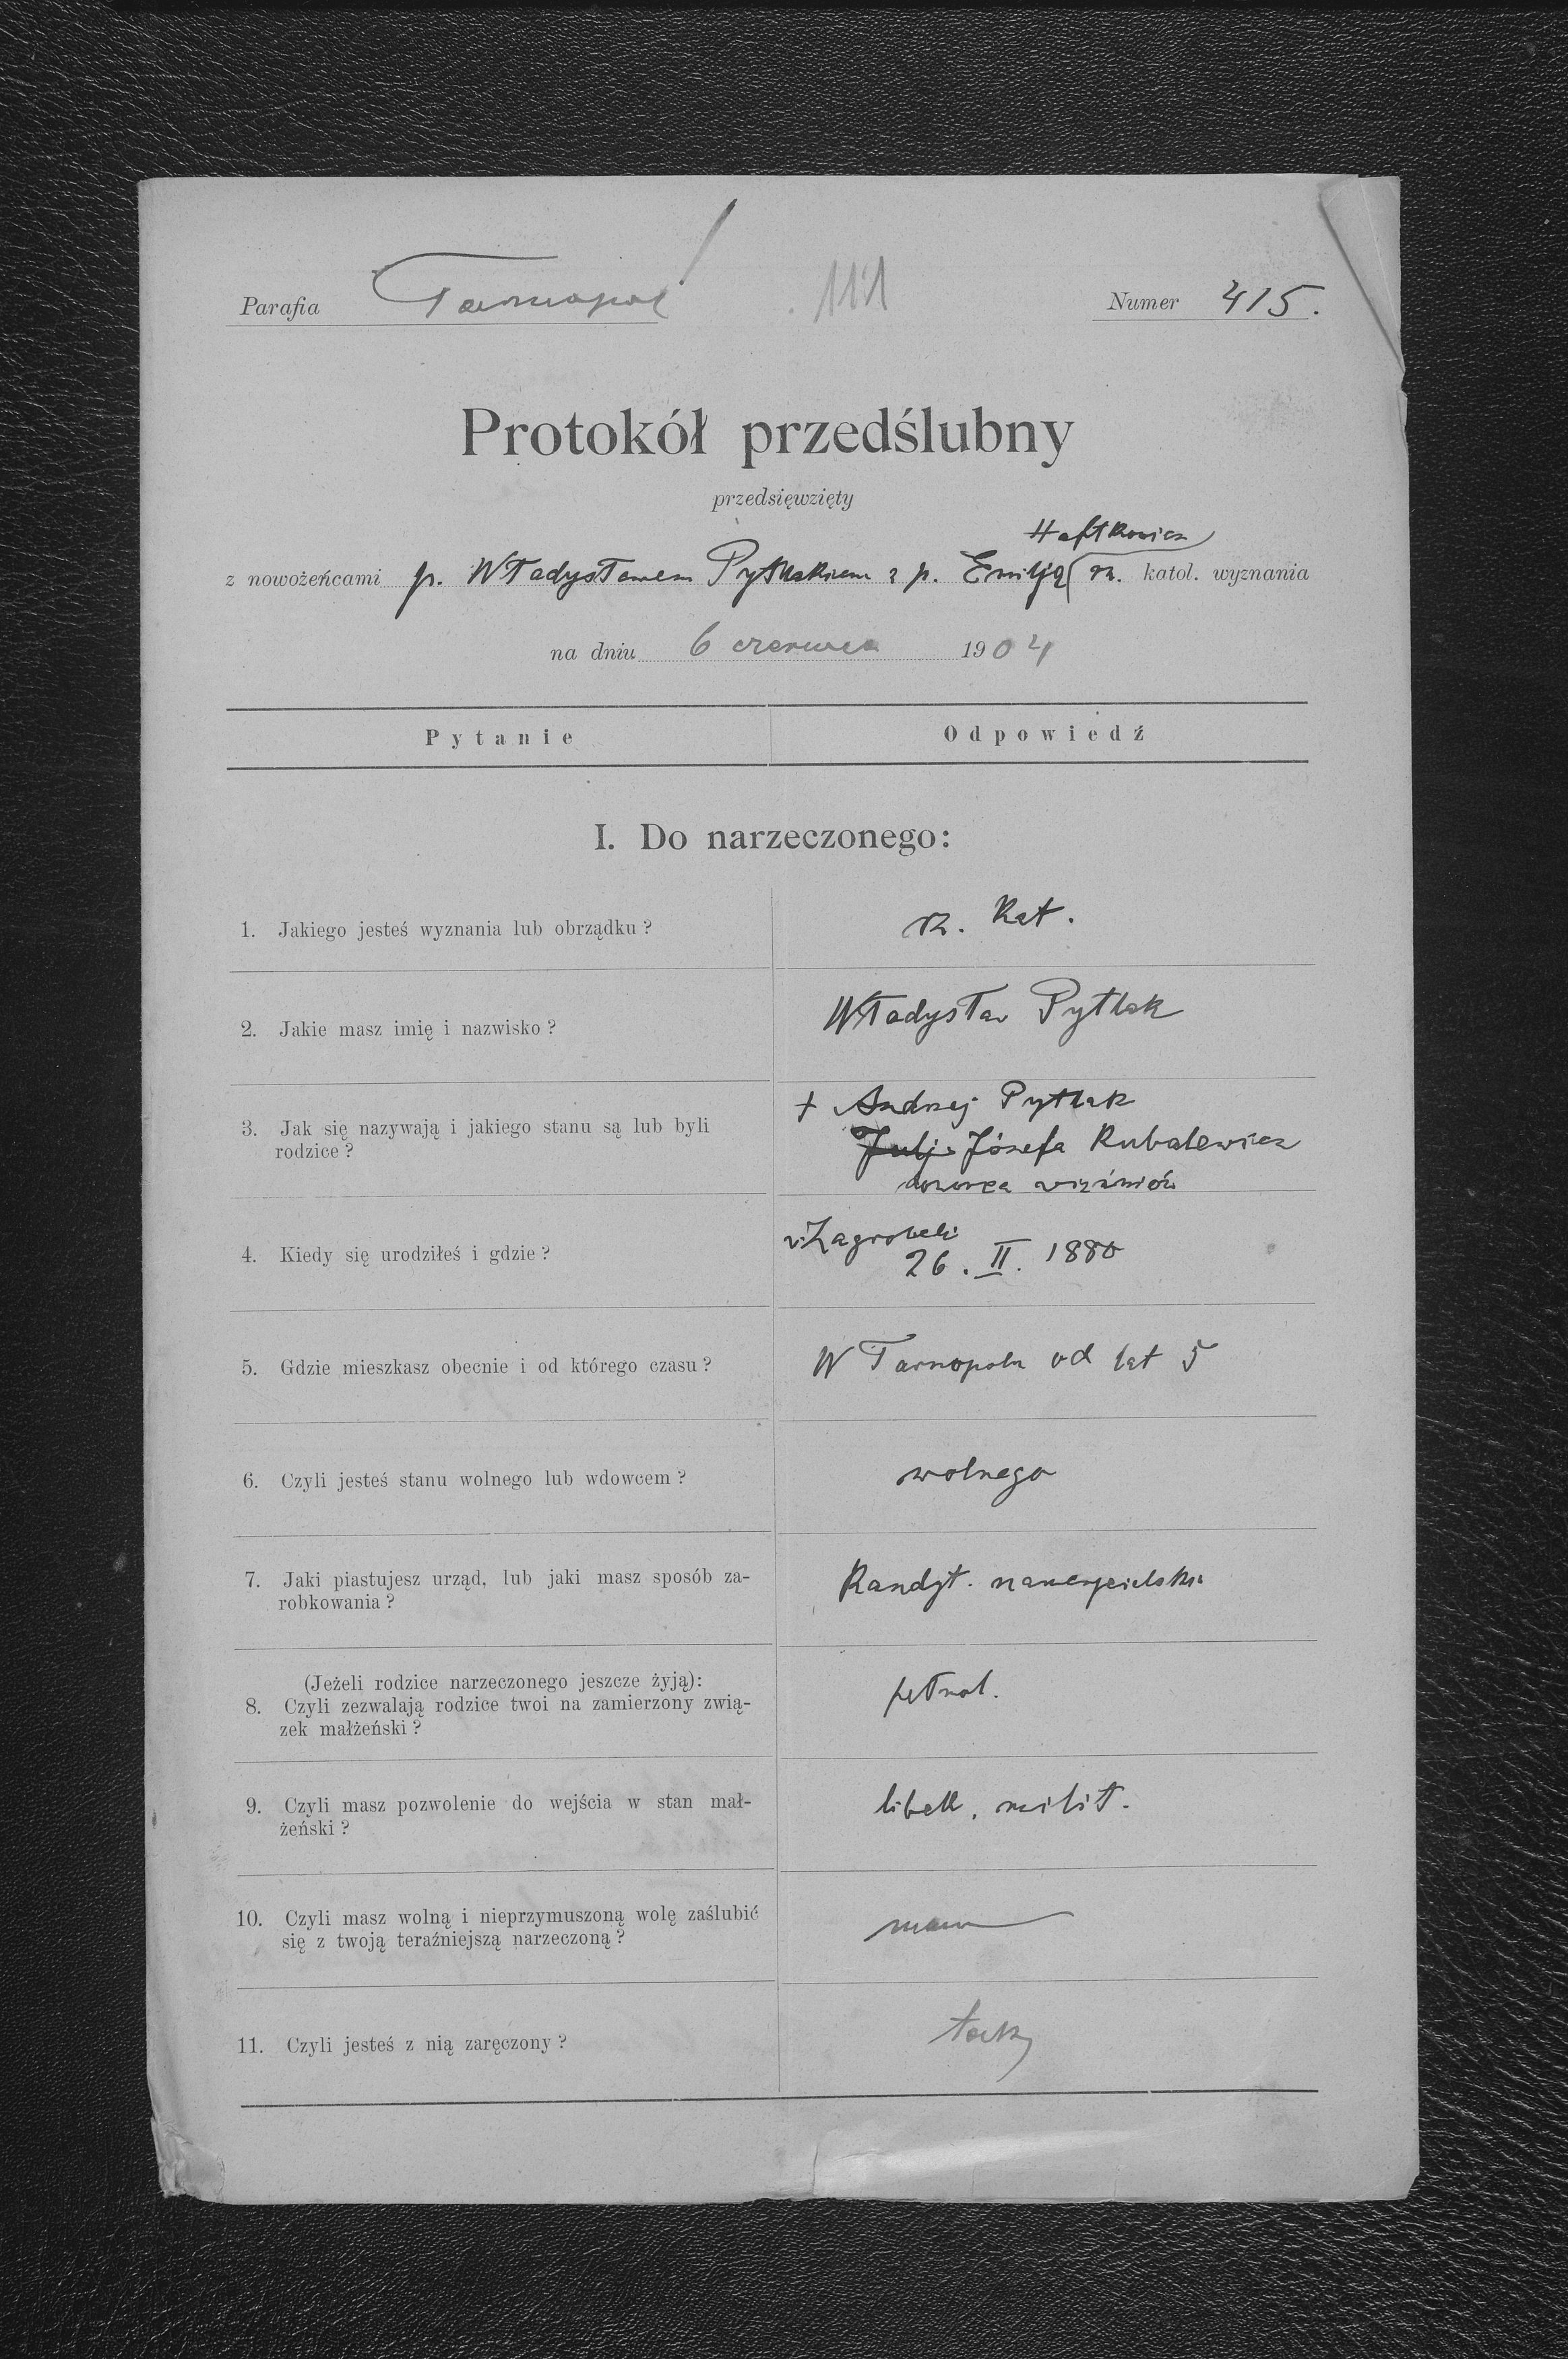 Parafia Tarnopol 111 Numer 415.
Protokół przedślubny
przedsięwzięty
Haftkowicz
z nowożeńcami p. Władysławem Pytlakiem z p. Emilją rz. katol. wyznania
na dniu 6 czerwca 1904
Pytanie Odpowiedź
I. Do narzeczonego:
1. Jakiego jesteś wyznania lub obrządku? rz. kat.
2. Jakie masz imię i nazwisko? Władysław Pytlak
3. Jak się nazywają i jakiego stanu są lub byli
rodzice?
† Andrzej Pytlak
Julj Józefa Kubalewicz
dozorca więźniów
4. Kiedy się urodziłeś i gdzie? w Zagrobeli
26. II. 1880
5. Gdzie mieszkasz obecnie i od którego czasu? W Tarnopolu od lat 5
6. Czyli jesteś stanu wolnego lub wdowcem? wolnego
7. Jaki piastujesz urząd, lub jaki masz sposób za-
robkowania?
Kandyt. nauczycielski
(Jeżeli rodzice narzeczonego jeszcze żyją):
8. Czyli zezwalają rodzice twoi na zamierzony zwią-
zek małżeński?
pełnol.
9. Czyli masz pozwolenie do wejścia w stan mał-
żeński?
libell. milit.
10. Czyli masz wolną i nieprzymuszoną wolę zaślubić
się z twoją teraźniejszą narzeczoną?
mam
11. Czyli jesteś z nią zaręczony? tak